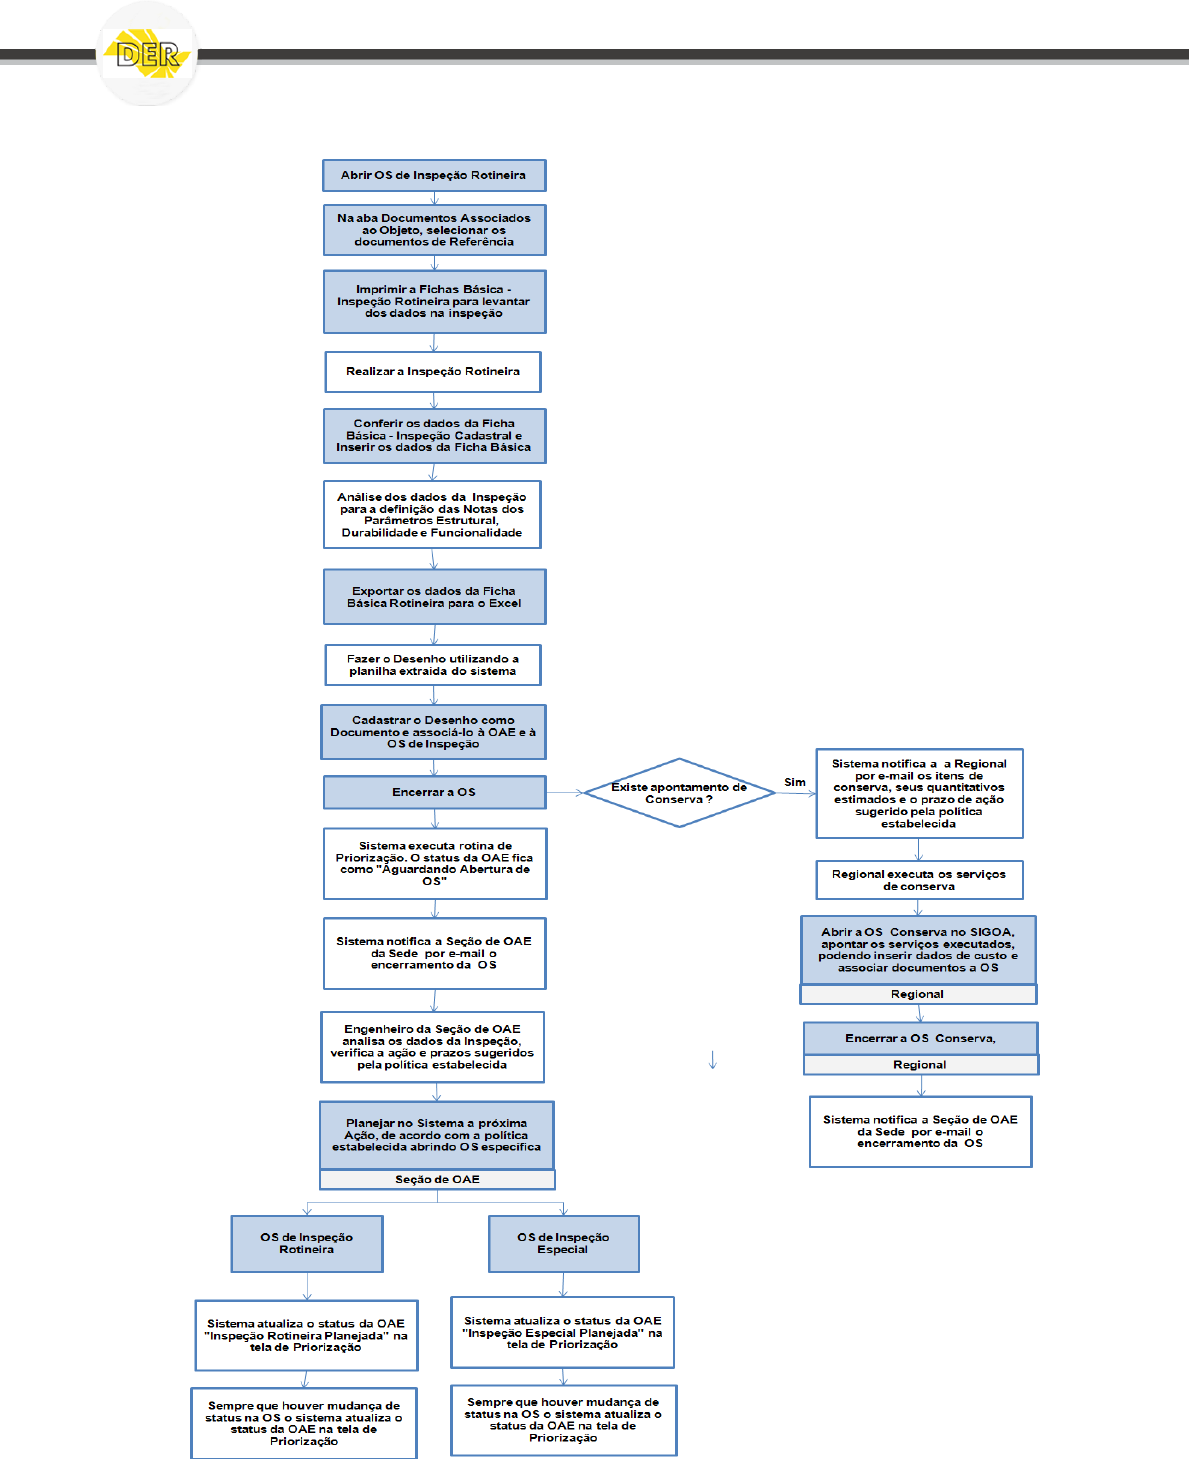 DER
Abrir OS de Inspeção Rotineira
Na aba Documentos Associados
ao Objeto, selecionar os
documentos de Referência
Imprimir a Fichas Básica -
Inspeção Rotineira para levantar
dos dados na inspeção
Realizar a Inspeção Rotineira
Conferir os dados da Ficha
Básica - Inspeção Cadastral e
Inserir os dados da Ficha Básica
Análise dos dados da Inspeção
para a definição das Notas dos
Parâmetros Estrutural,
Durabilidade e Funcionalidade
Exportar os dados da Ficha
Básica Rotineira para o Excel
Fazer o Desenho utilizando a
planilha extraida do sistema
Cadastrar o Desenho como
Documento e associá-lo à OAE e à
OS de Inspeção
Encerrar a OS
Existe apontamento de
Conserva ?
Sim
Sistema notifica a a Regional
por e-mail os itens de
conserva, seus quantitativos
estimados e o prazo de ação
sugerido pela política
estabelecida
Regional executa os serviços
de conserva
Abrir a OS Conserva no SIGOA,
apontar os serviços executados,
podendo inserir dados de custo e
associar documentos a OS
Regional
Encerrar a OS Conserva,
Regional
Sistema notifica a Seção de OAE
da Sede por e-mail o
encerramento da OS
Sistema executa rotina de
Priorização. O status da OAE fica
como "Aguardando Abertura de
OS"
Sistema notifica a Seção de OAE
da Sede por e-mail o
encerramento da OS
Engenheiro da Seção de OAE
analisa os dados da Inspeção,
verifica a ação e prazos sugeridos
pela política estabelecida
Planejar no Sistema a próxima
Ação, de acordo com a política
estabelecida abrindo OS específica
Seção de OAE
OS de Inspeção
Rotineira
Sistema atualiza o status da OAE
"Inspeção Rotineira Planejada" na
tela de Priorização
Sempre que houver mudança de
status na OS o sistema atualiza o
status da OAE na tela de
Priorização
OS de Inspeção
Especial
Sistema atualiza o status da OAE
"Inspeção Especial Planejada" na
tela de Priorização
Sempre que houver mudança de
status na OS o sistema atualiza o
status da OAE na tela de
Priorização